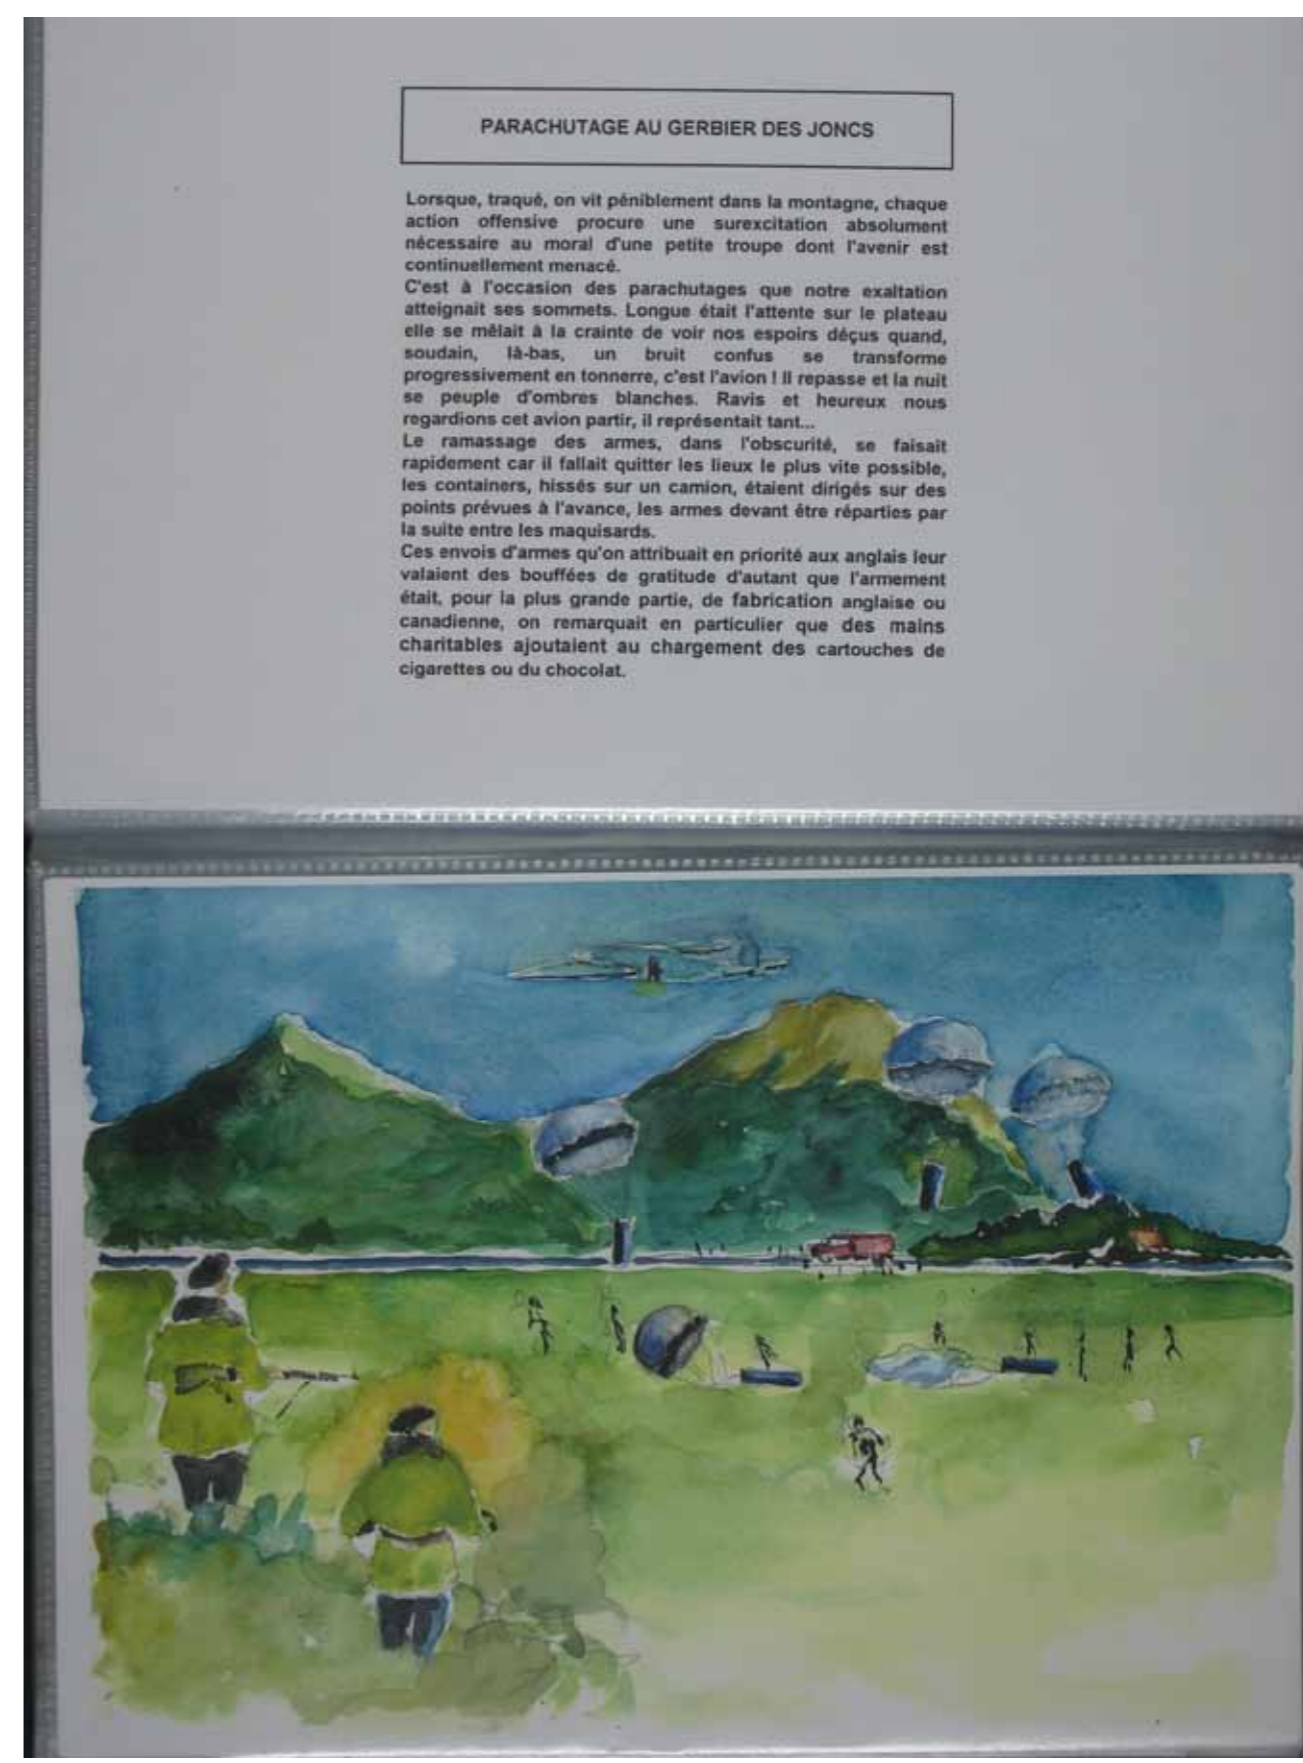 PARACHUTAGE AU GERBIER DES JONCS
Lorsque, traqué, on vit péniblement dans la montagne, chaque
action offensive procure une surexcitation absolument
nécessaire au moral d'une petite troupe dont l'avenir est
continuellement menacé.
C'est à l'occasion des parachutages que notre exaltation
atteignait ses sommets. Longue était l'attente sur le plateau
elle se mêlait à la crainte de voir nos espoirs déçus quand,
soudain, là-bas, un bruit confus se transforme
progressivement en tonnerre, c'est l'avion ! Il repasse et la nuit
se peuple d'ombres blanches. Ravis et heureux nous
regardions cet avion partir, il représentait tant...
Le ramassage des armes, dans l'obscurité, se faisait
rapidement car il fallait quitter les lieux le plus vite possible,
les containers, hissés sur un camion, étaient dirigés sur des
points prévues à l'avance, les armes devant être réparties par
la suite entre les maquisards.
Ces envois d'armes qu'on attribuait en priorité aux anglais leur
valaient des bouffées de gratitude d'autant que l'armement
était, pour la plus grande partie, de fabrication anglaise ou
canadienne, on remarquait en particulier que des mains
charitables ajoutaient au chargement des cartouches de
cigarettes ou du chocolat.